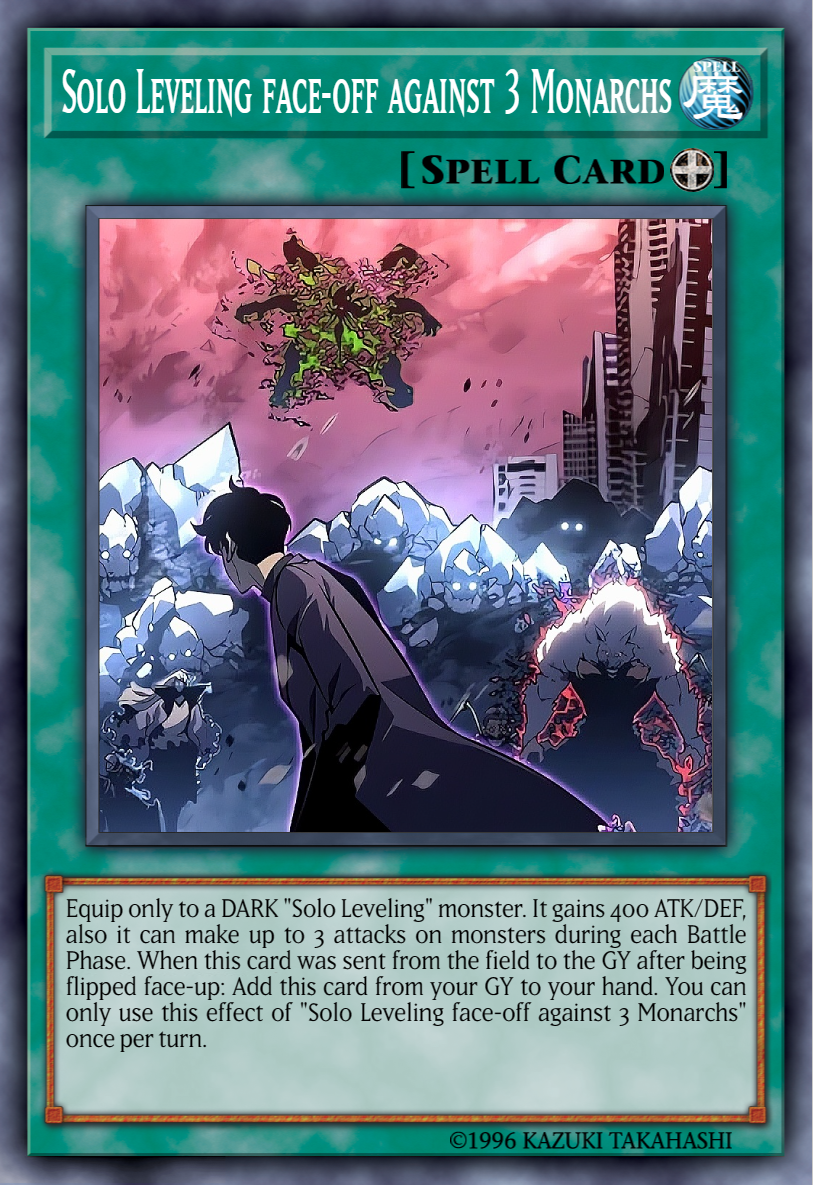 Solo Leveling face-off against 3 Monarchs
SPELL
魔
[Spell Card]
Equip only to a DARK "Solo Leveling" monster. It gains 400 ATK/DEF,
also it can make up to 3 attacks on monsters during each Battle
Phase. When this card was sent from the field to the GY after being
flipped face-up: Add this card from your GY to your hand. You can
only use this effect of "Solo Leveling face-off against 3 Monarchs"
once per turn.
©1996 KAZUKI TAKAHASHI